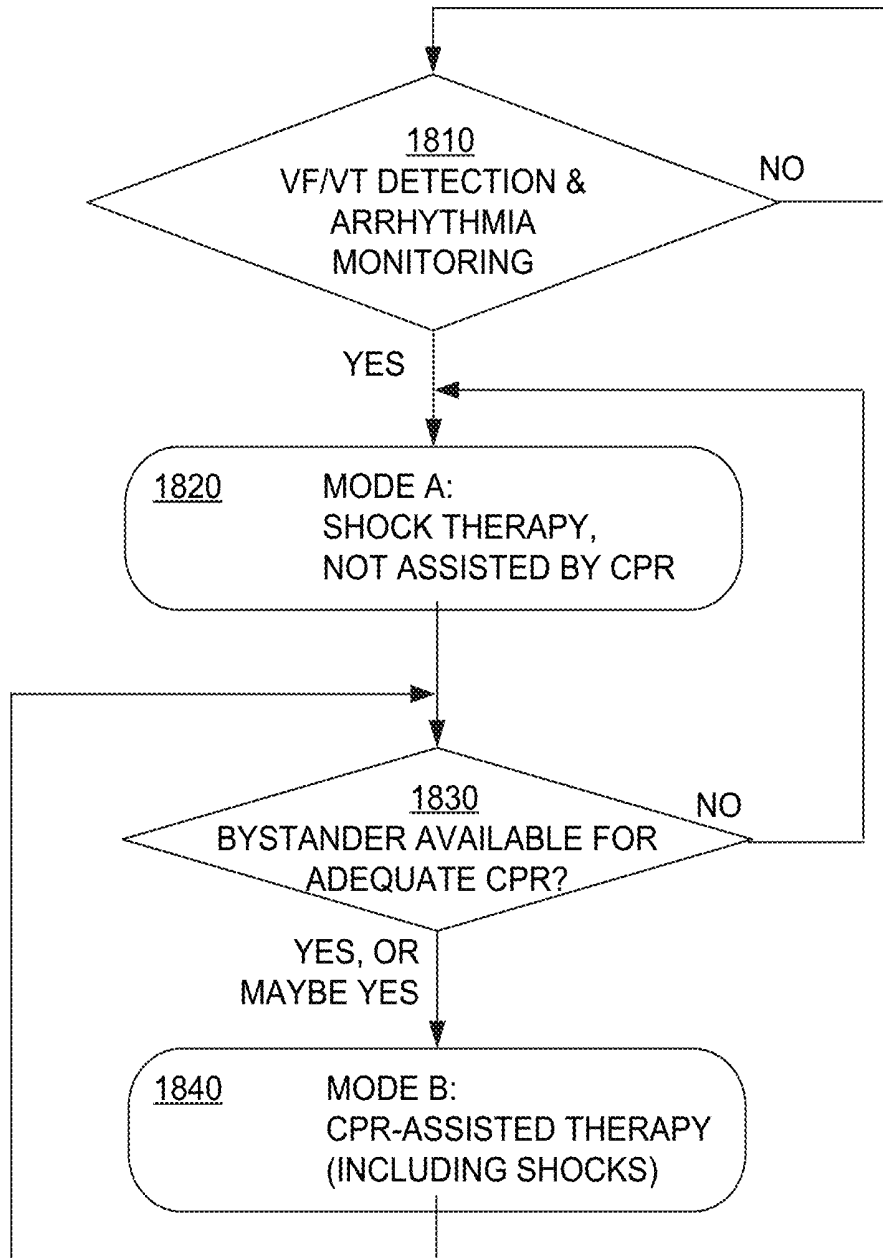 1810
VF/VT DETECTION &
ARRHYTHMIA
MONITORING
NO
YES
1820
MODE A:
SHOCK THERAPY,
NOT ASSISTED BY CPR
1830
BYSTANDER AVAILABLE FOR
ADEQUATE CPR?
NO
YES, OR
MAYBE YES
1840
MODE B:
CPR-ASSISTED THERAPY
(INCLUDING SHOCKS)